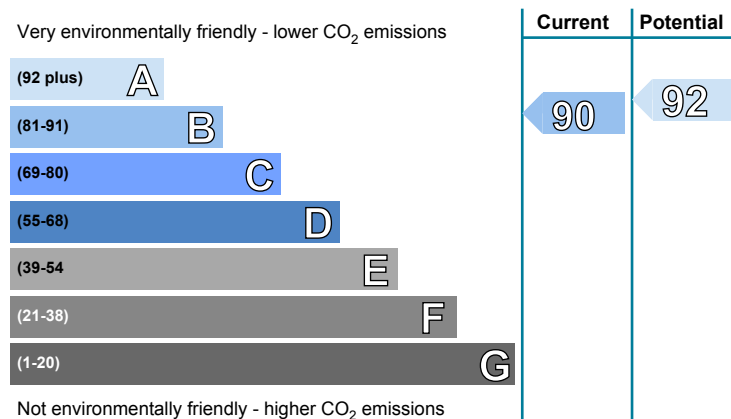 Very environmentally friendly - lower CO2 emissions
Current
Potential
(92 plus) A
(81-91) B
(69-80) C
(55-68) D
(39-54 E
(21-38) F
(1-20) G
90
92
Not environmentally friendly - higher CO2 emissions